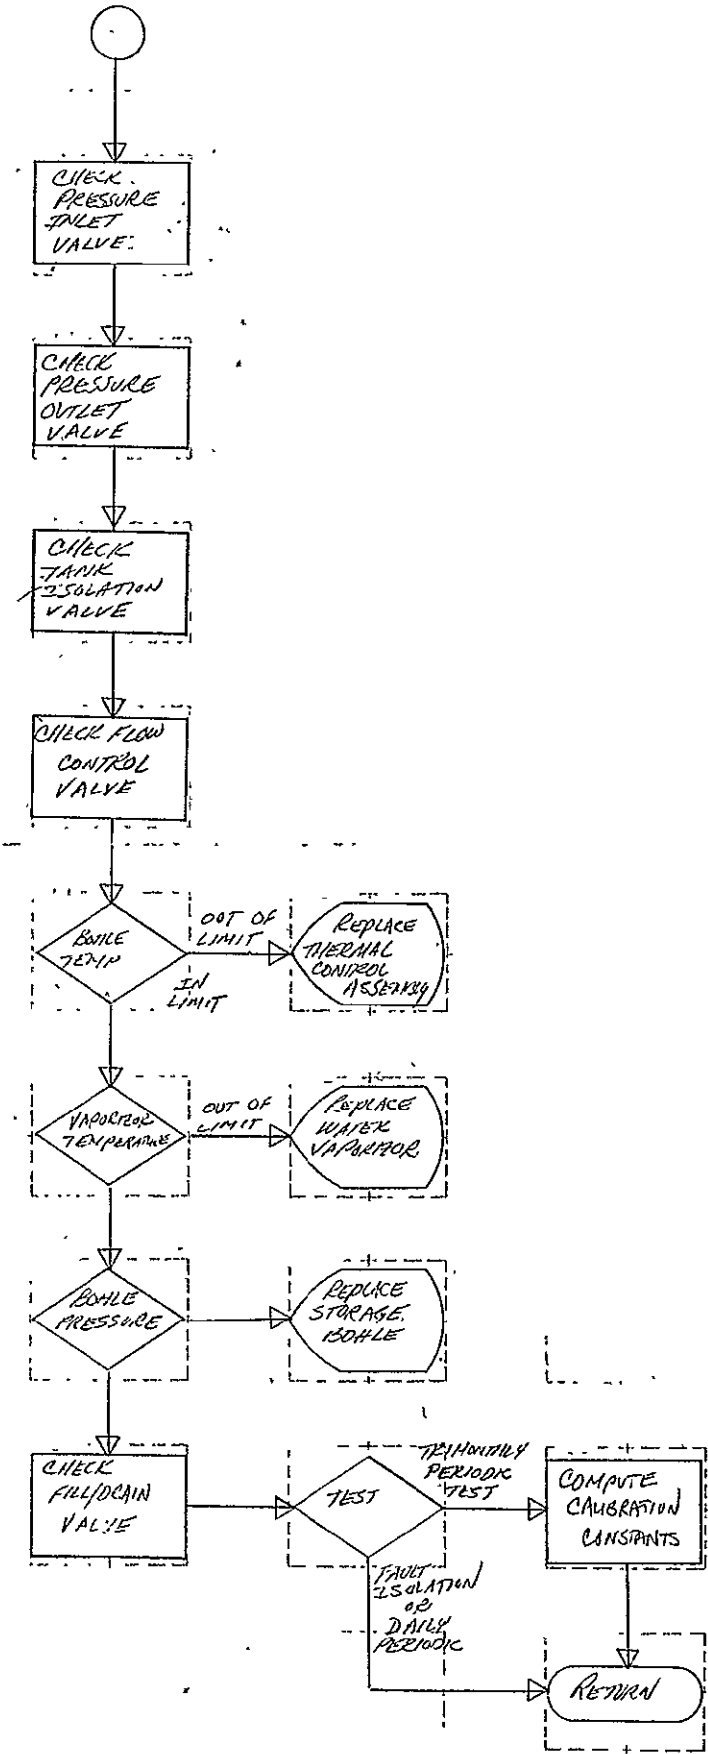 CHECK
PRESSURE
INLET
VALVE
CHECK
PRESSURE
OUTLET
VALVE
CHECK
TANK
ISOLATION
VALVE
CHECK FLOW
CONTROL
VALVE
BOTTLE
TEMP
OUT OF
LIMIT
IN
LIMIT
REPLACE
THERMAL
CONTROL
ASSEMBLY
VAPORIZOR
TEMPERATURE
OUT OF
LIMIT
REPLACE
WATER
VAPORIZOR
BOTTLE
PRESSURE
REPLACE
STORAGE
BOTTLE
CHECK
FILL/DRAIN
VALVE
TEST
TRIMONTHLY
PERIODIC
TEST
COMPUTE
CALIBRATION
CONSTANTS
FAULT
ISOLATION
OR
DAILY
PERIODIC
RETURN